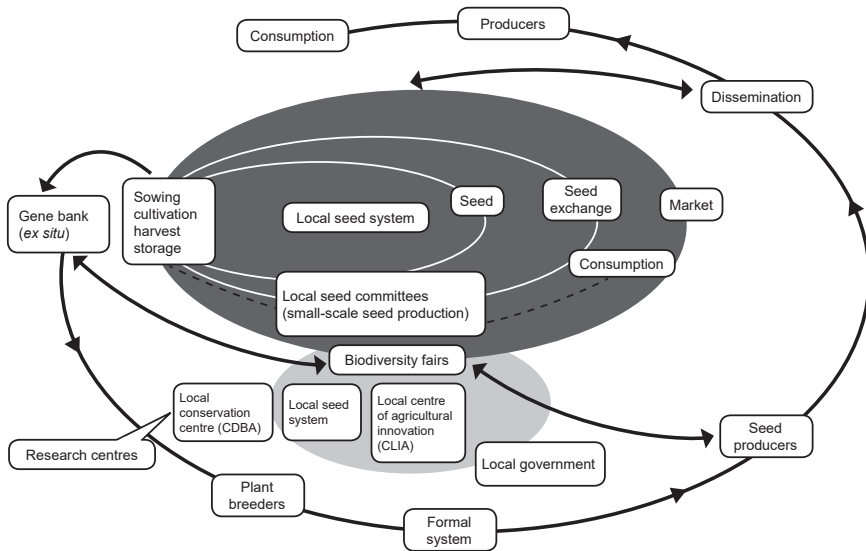 Consumption
Producers
Dissemination
Gene bank
(ex situ)
Sowing
cultivation
harvest
storage
Local seed system
Seed
Seed
exchange
Market
Consumption
Local seed committees
(small-scale seed production)
Biodiversity fairs
Local
conservation
centre (CDBA)
Local seed
system
Local centre
of agricultural
innovation
(CLIA)
Local government
Seed
producers
Research centres
Plant
breeders
Formal
system